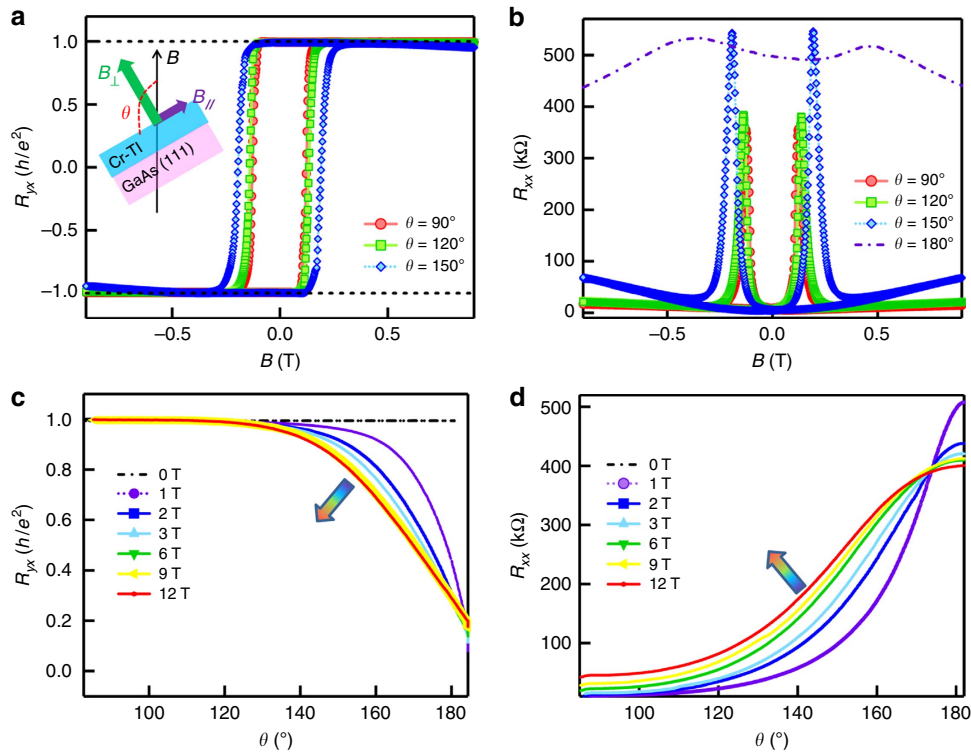 a
R_yx (h/e²)
1.0
0.5
0.0
−0.5
−1.0
B⊥
B
θ
B//
Cr-TI
GaAs (111)
θ = 90°
θ = 120°
θ = 150°
−0.5 0.0 0.5
B (T)
b
R_xx (kΩ)
500
400
300
200
100
0
θ = 90°
θ = 120°
θ = 150°
θ = 180°
−0.5 0.0 0.5
B (T)
c
R_yx (h/e²)
1.0
0.8
0.6
0.4
0.2
0.0
0 T
1 T
2 T
3 T
6 T
9 T
12 T
100 120 140 160 180
θ (°)
d
R_xx (kΩ)
500
400
300
200
100
0 T
1 T
2 T
3 T
6 T
9 T
12 T
100 120 140 160 180
θ (°)